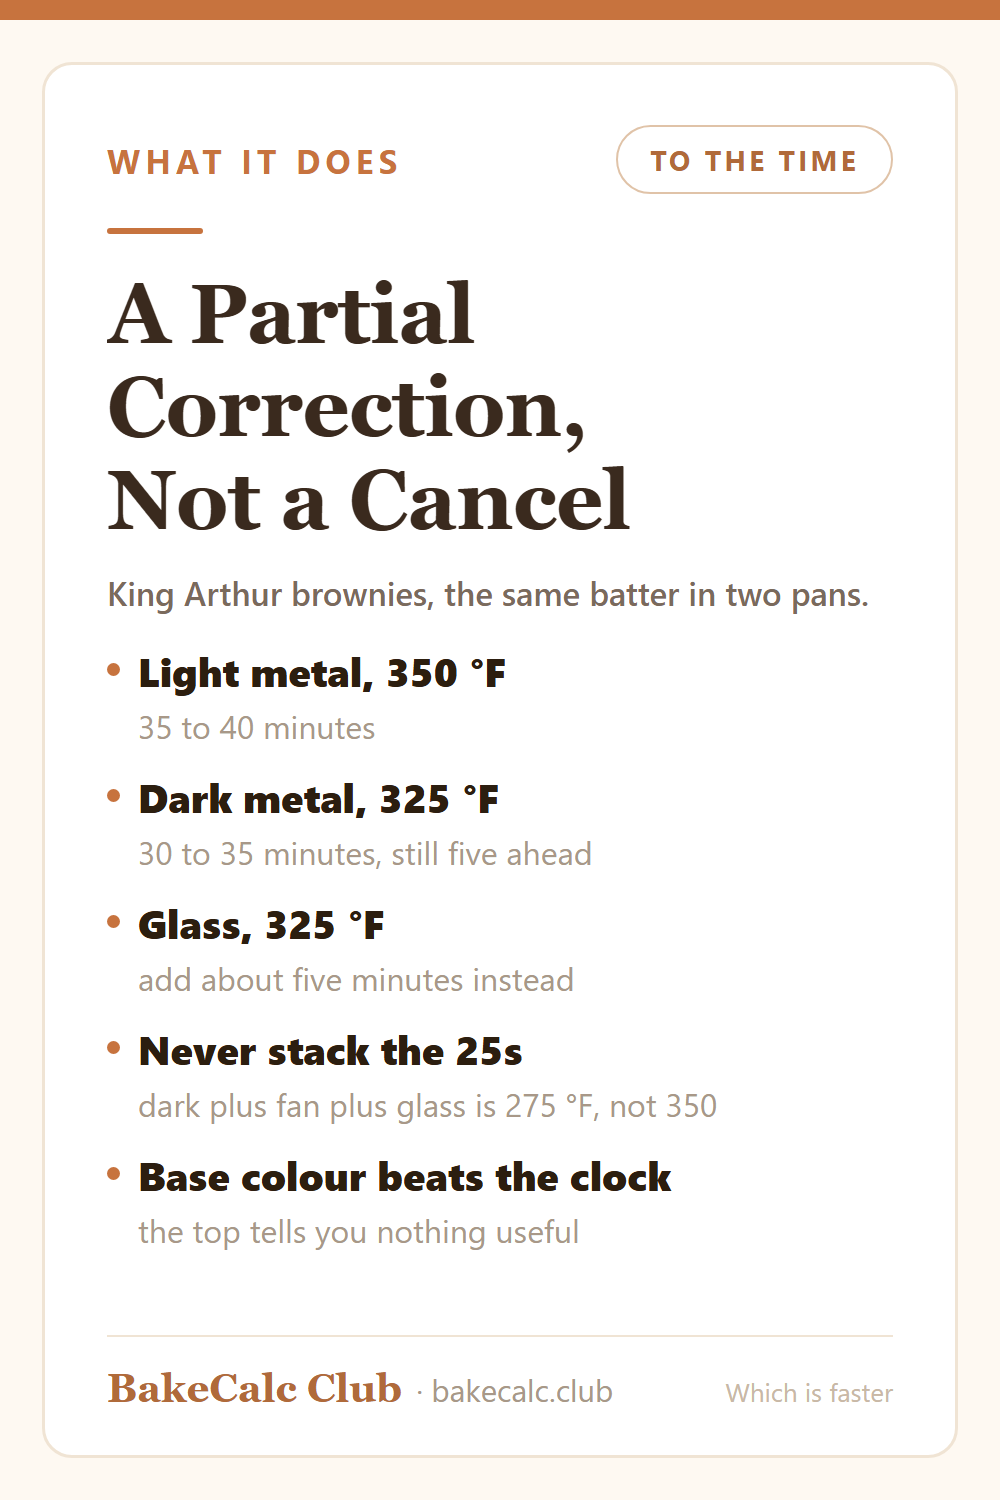 WHAT IT DOES
TO THE TIME
A Partial
Correction,
Not a Cancel
King Arthur brownies, the same batter in two pans.
Light metal, 350 °F
35 to 40 minutes
Dark metal, 325 °F
30 to 35 minutes, still five ahead
Glass, 325 °F
add about five minutes instead
Never stack the 25s
dark plus fan plus glass is 275 °F, not 350
Base colour beats the clock
the top tells you nothing useful
BakeCalc Club · bakecalc.club
Which is faster